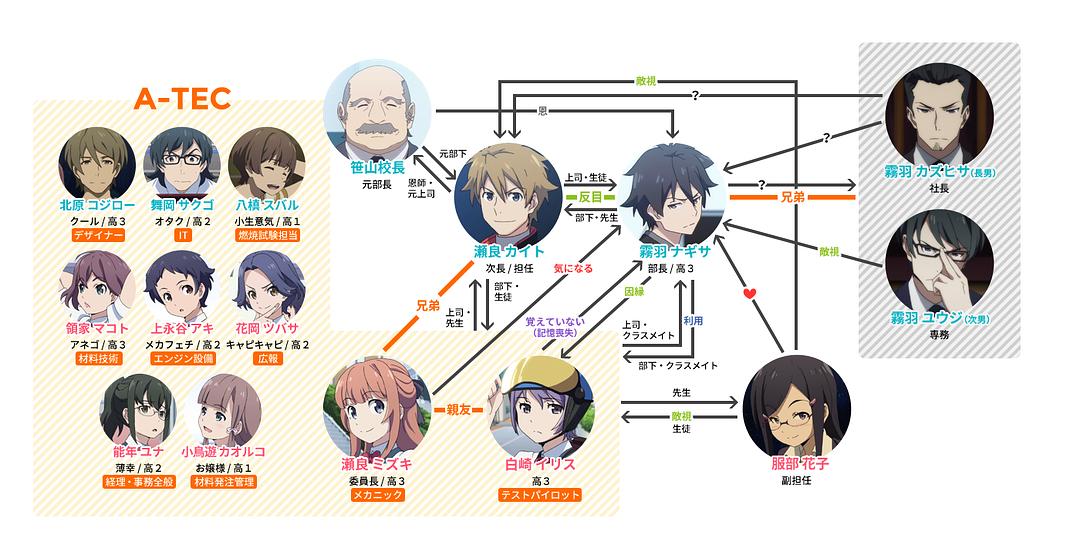 A-TEC
北原 コジロー
クール / 高3
デザイナー
舞岡 サクゴ
オタク / 高2
IT
八槙 スバル
小生意気 / 高1
燃焼試験担当
領家 マコト
アネゴ / 高3
材料技術
上永谷 アキ
メカフェチ / 高2
エンジン設備
花岡 ツバサ
キャピキャピ / 高2
広報
能年 ユナ
薄幸 / 高2
経理・事務全般
小鳥遊 カオルコ
お嬢様 / 高1
材料発注管理
笹山校長
元部長
元部下
恩師・
元上司
恩
敵視
?
?
?
瀬良 カイト
次長 / 担任
上司・生徒
反目
部下・先生
霧羽 ナギサ
部長 / 高3
兄弟
霧羽 カズヒサ(長男)
社長
霧羽 ユウジ(次男)
専務
敵視
兄弟
上司・
先生
部下・
生徒
気になる
覚えていない
(記憶喪失)
因縁
上司・
クラスメイト
利用
部下・クラスメイト
瀬良 ミズキ
委員長 / 高3
メカニック
親友
白崎 イリス
高3
テストパイロット
先生
敵視
生徒
服部 花子
副担任